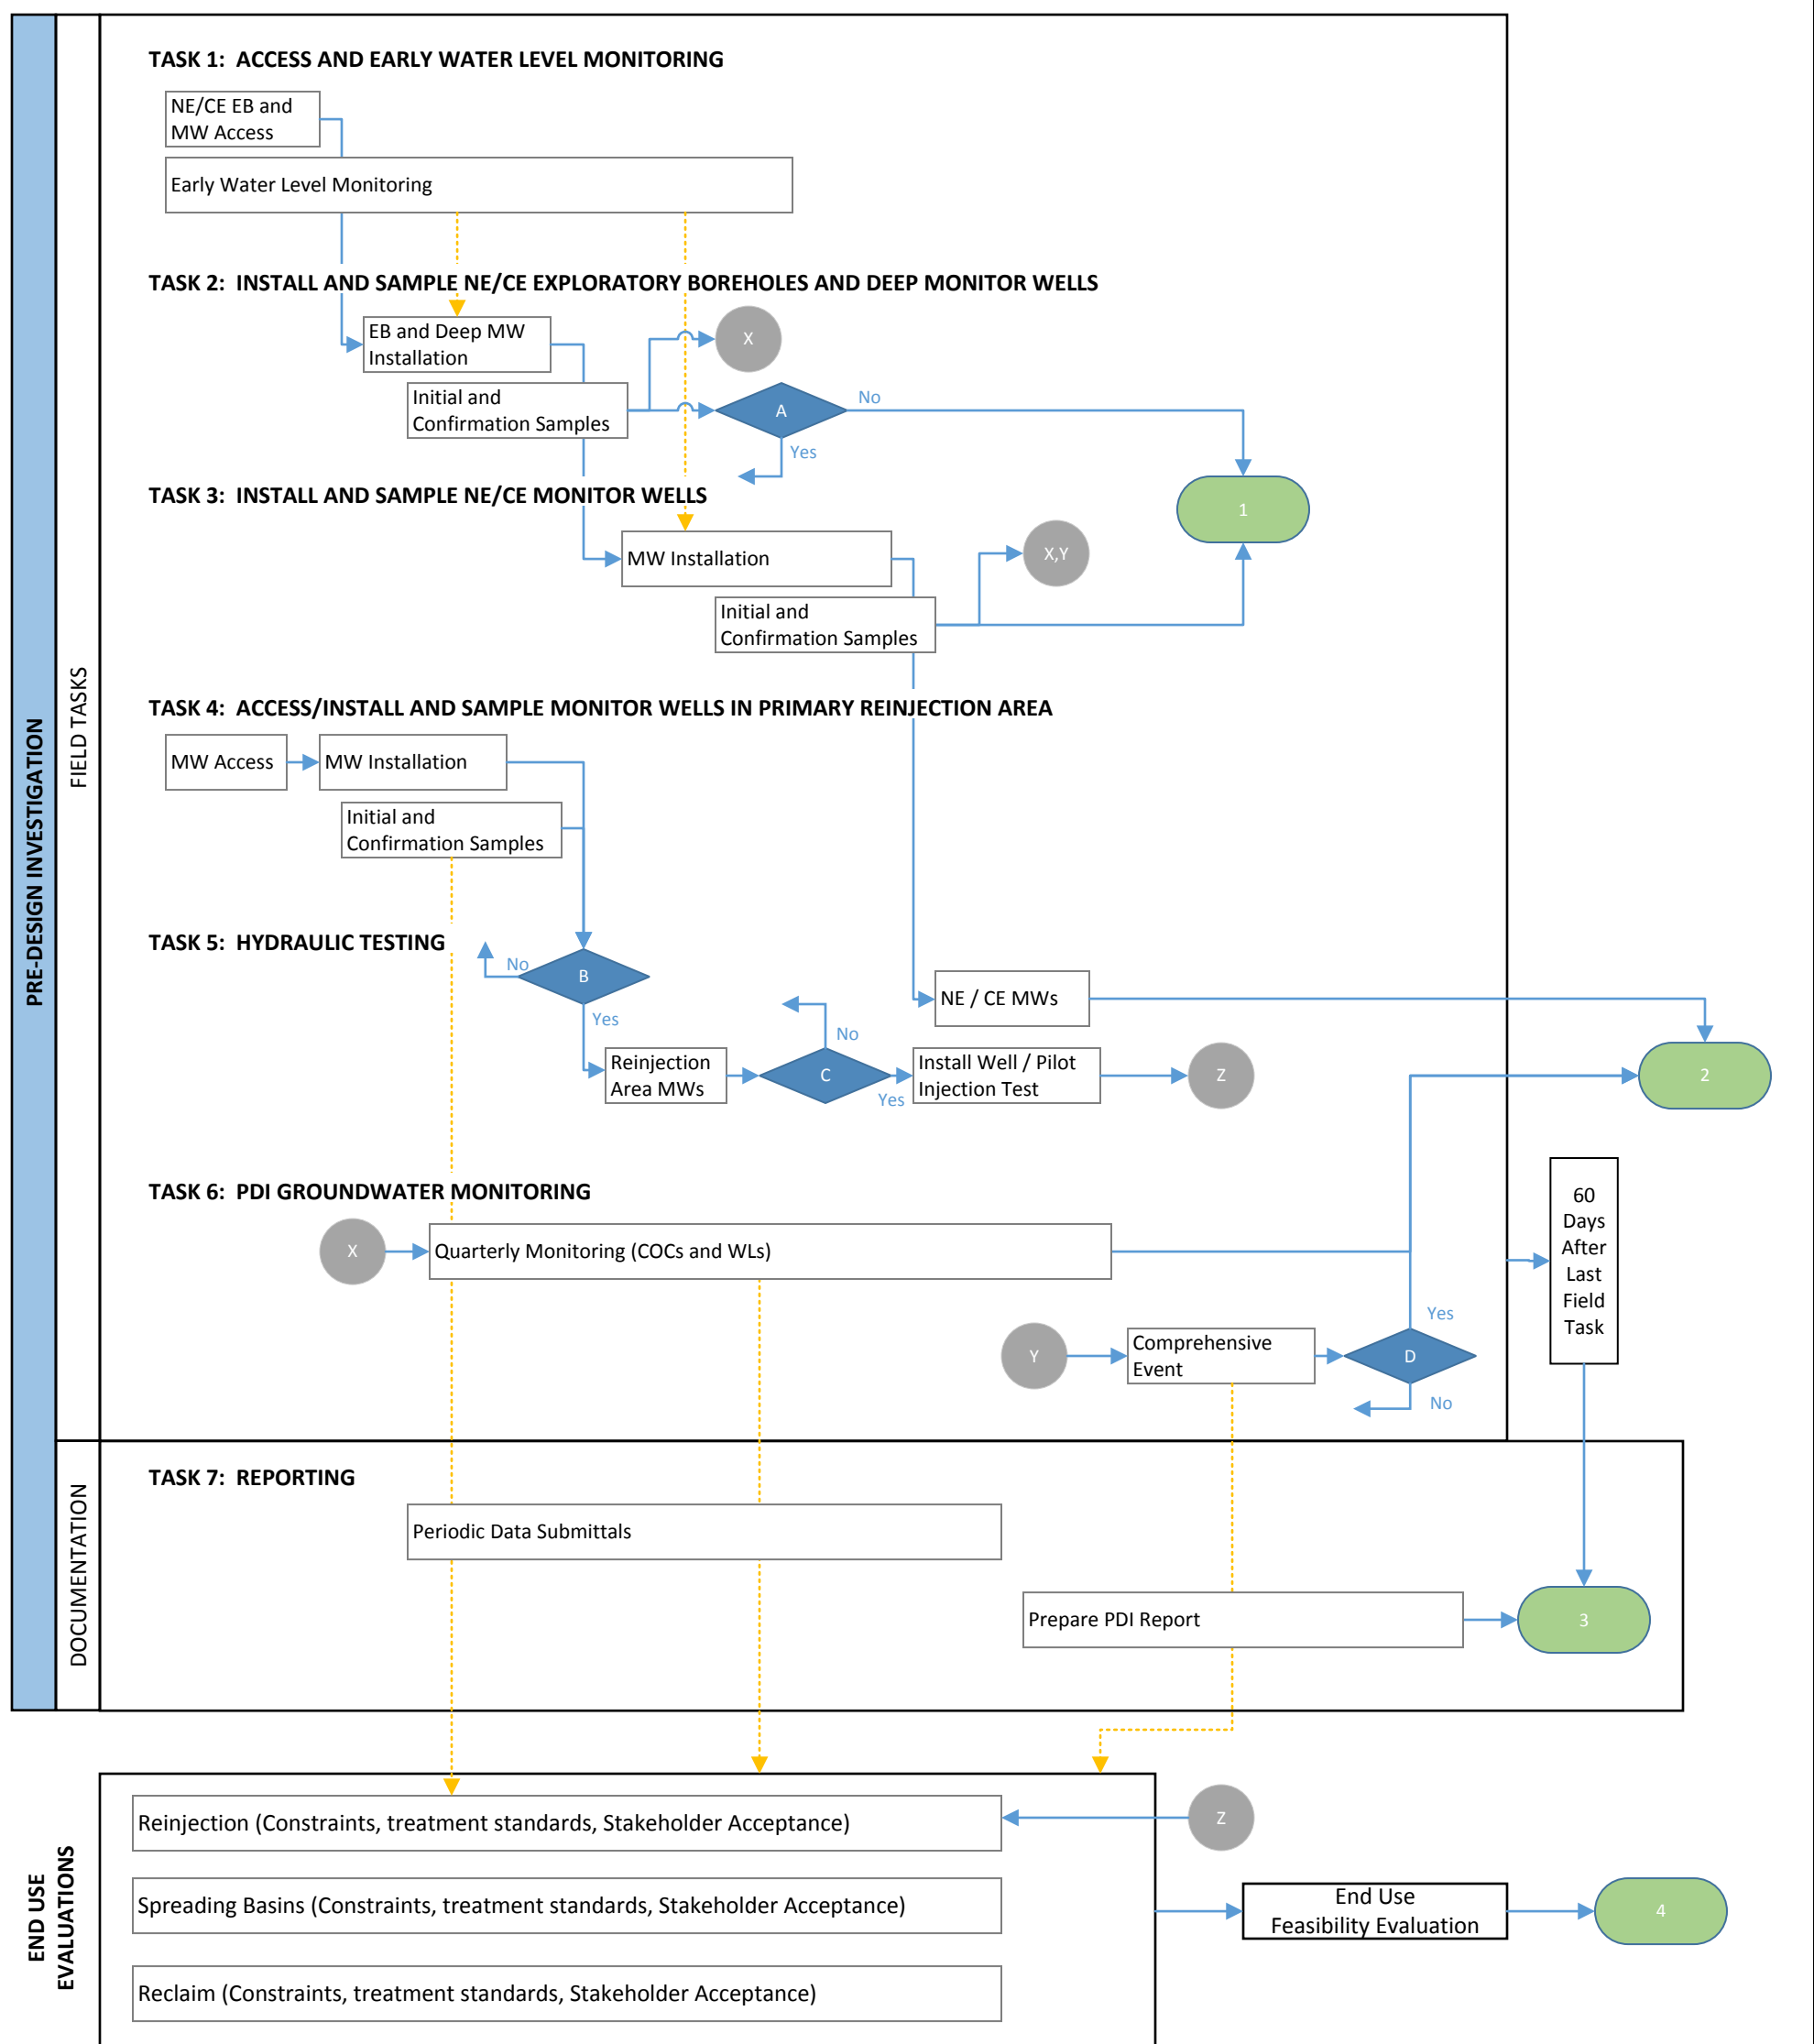 PRE-DESIGN INVESTIGATION
FIELD TASKS
TASK 1: ACCESS AND EARLY WATER LEVEL MONITORING
NE/CE EB and
MW Access
Early Water Level Monitoring
TASK 2: INSTALL AND SAMPLE NE/CE EXPLORATORY BOREHOLES AND DEEP MONITOR WELLS
EB and Deep MW
Installation
X
Initial and
Confirmation Samples
A
No
Yes
TASK 3: INSTALL AND SAMPLE NE/CE MONITOR WELLS
1
MW Installation
X,Y
Initial and
Confirmation Samples
TASK 4: ACCESS/INSTALL AND SAMPLE MONITOR WELLS IN PRIMARY REINJECTION AREA
MW Access
MW Installation
Initial and
Confirmation Samples
TASK 5: HYDRAULIC TESTING
No
B
Yes
NE / CE MWs
Reinjection
Area MWs
No
C
Yes
Install Well / Pilot
Injection Test
Z
2
TASK 6: PDI GROUNDWATER MONITORING
X
Quarterly Monitoring (COCs and WLs)
60
Days
After
Last
Field
Task
Y
Comprehensive
Event
Yes
D
No
DOCUMENTATION
TASK 7: REPORTING
Periodic Data Submittals
Prepare PDI Report
3
END USE
EVALUATIONS
Reinjection (Constraints, treatment standards, Stakeholder Acceptance)
Z
Spreading Basins (Constraints, treatment standards, Stakeholder Acceptance)
End Use
Feasibility Evaluation
4
Reclaim (Constraints, treatment standards, Stakeholder Acceptance)